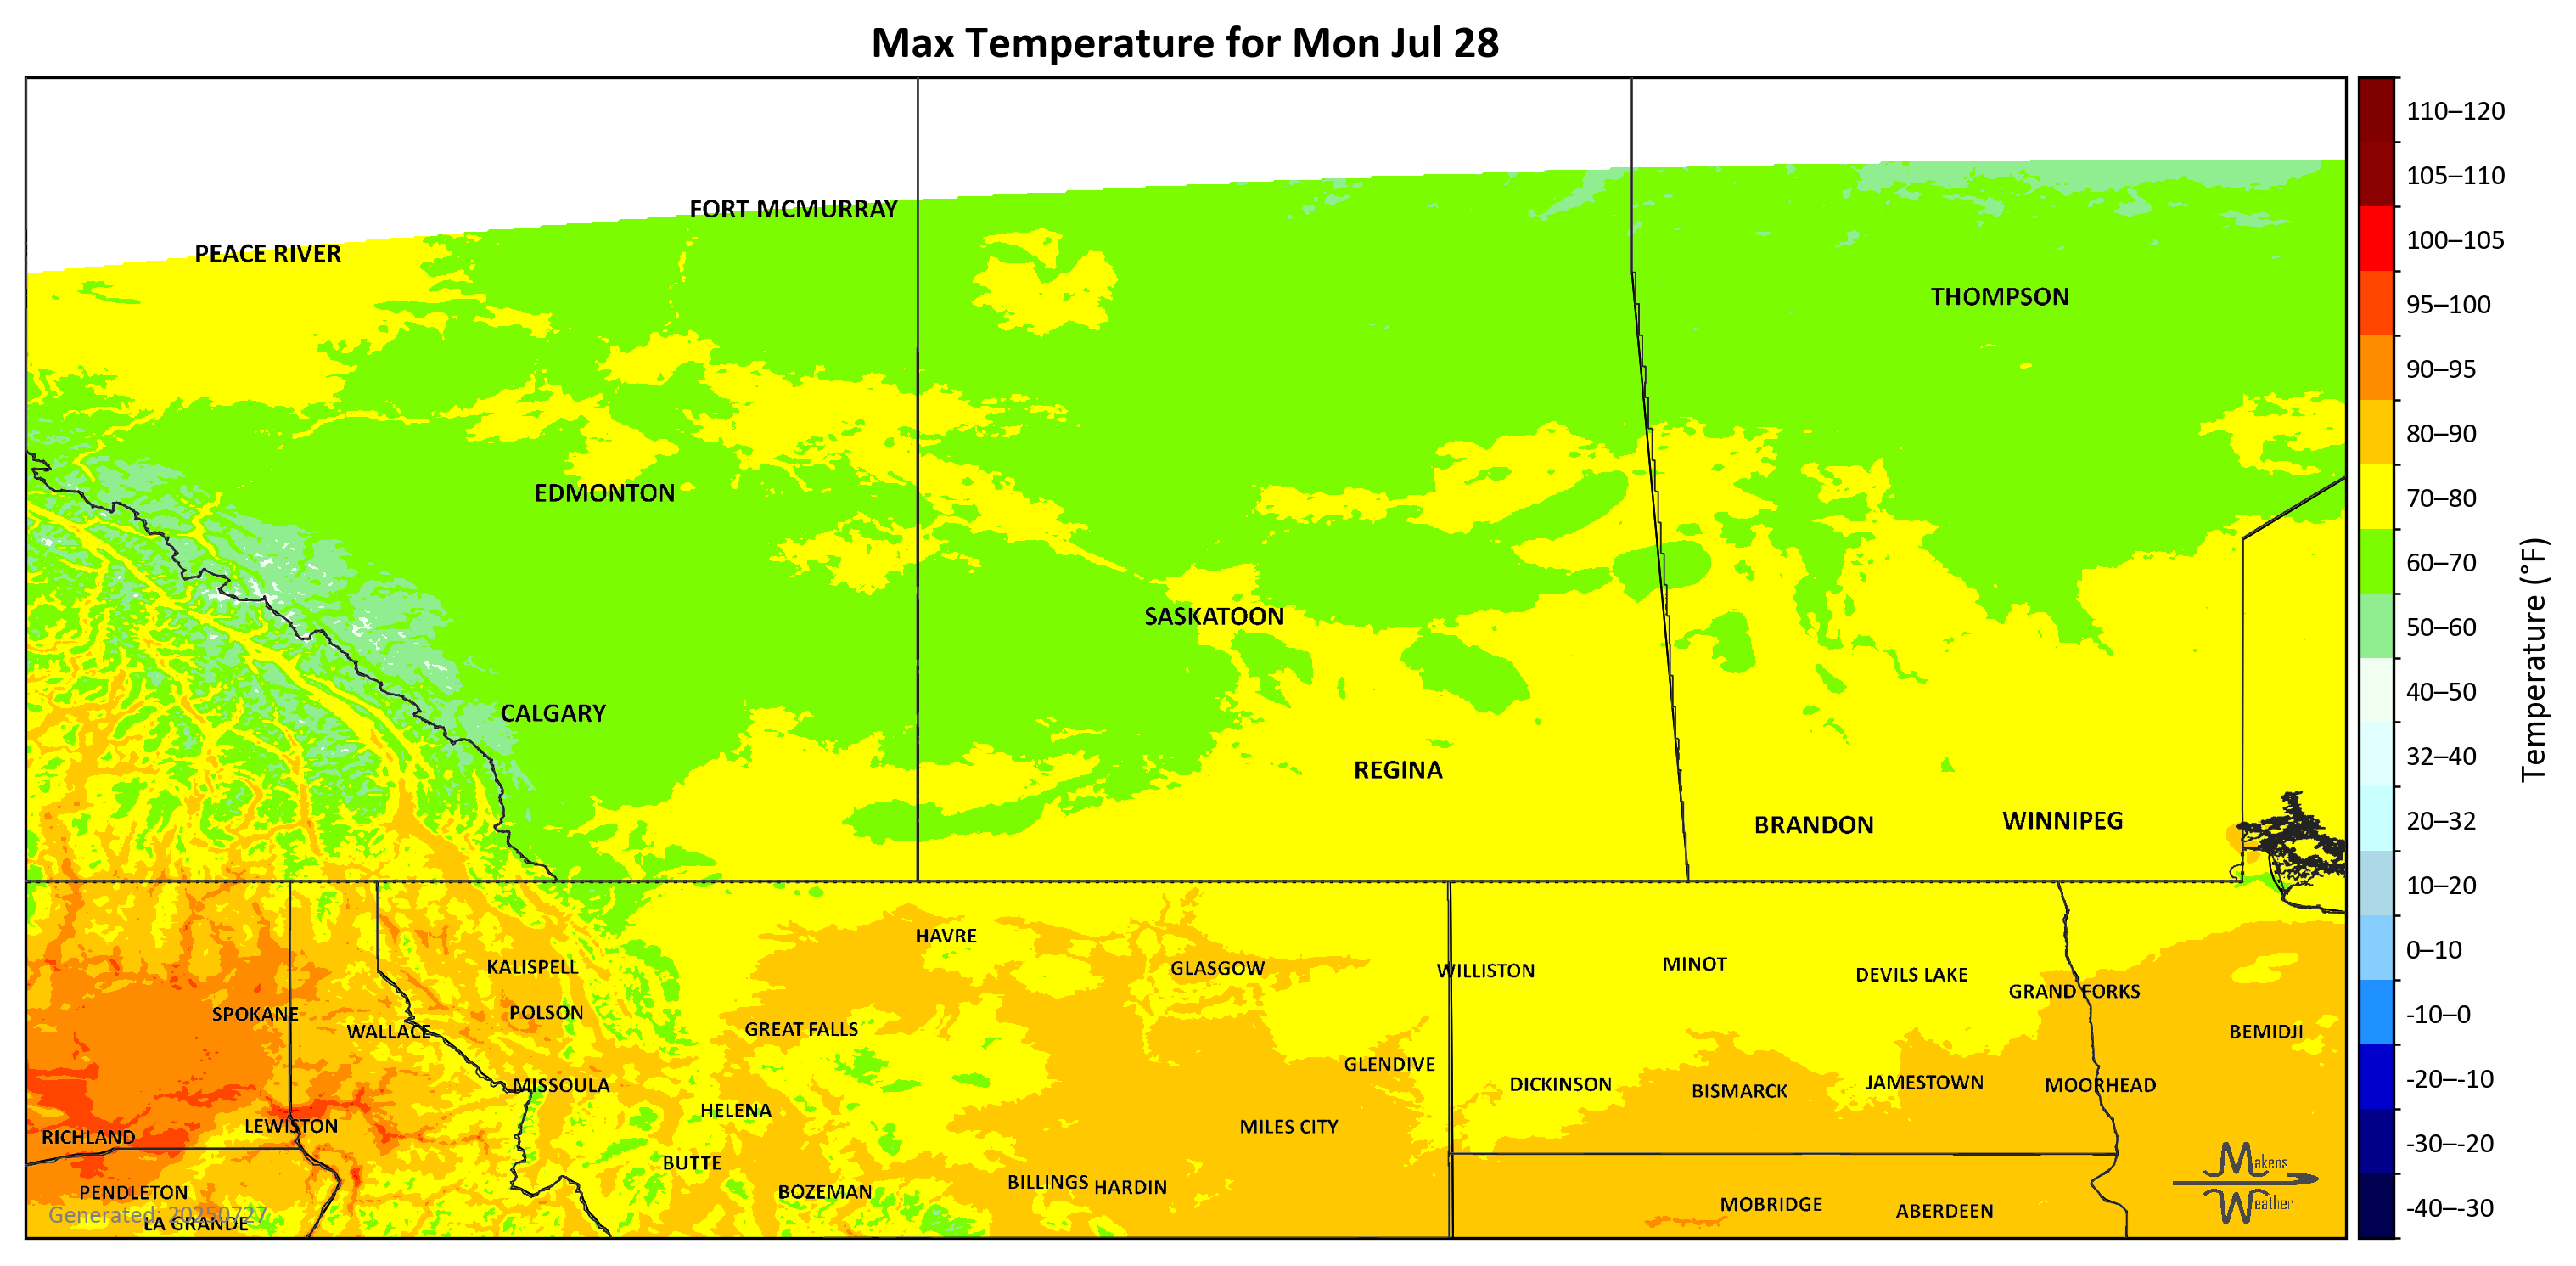 Max Temperature for Mon Jul 28
110–120
105–110
100–105
95–100
90–95
80–90
70–80
60–70
50–60
40–50
32–40
20–32
10–20
0–10
-10–0
-20–-10
-30–-20
-40–-30
Temperature (°F)
FORT MCMURRAY
PEACE RIVER
THOMPSON
EDMONTON
SASKATOON
CALGARY
REGINA
BRANDON
WINNIPEG
HAVRE
KALISPELL
GLASGOW
WILLISTON
MINOT
DEVILS LAKE
GRAND FORKS
SPOKANE
POLSON
WALLACE
GREAT FALLS
BEMIDJI
GLENDIVE
MISSOULA
DICKINSON
BISMARCK
JAMESTOWN
MOORHEAD
HELENA
LEWISTON
MILES CITY
RICHLAND
BUTTE
PENDLETON
BOZEMAN
BILLINGS
HARDIN
MOBRIDGE
ABERDEEN
Generated: 20250727
LA GRANDE
Makens
Weather